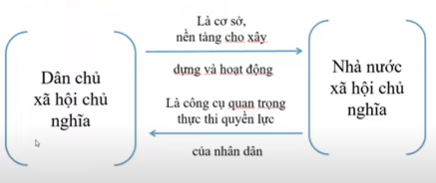 Dân chủ
xã hội chủ
nghĩa
Là cơ sở,
nền tảng cho xây
dựng và hoạt động
Là công cụ quan trọng
thực thi quyền lực
của nhân dân
Nhà nước
xã hội chủ
nghĩa